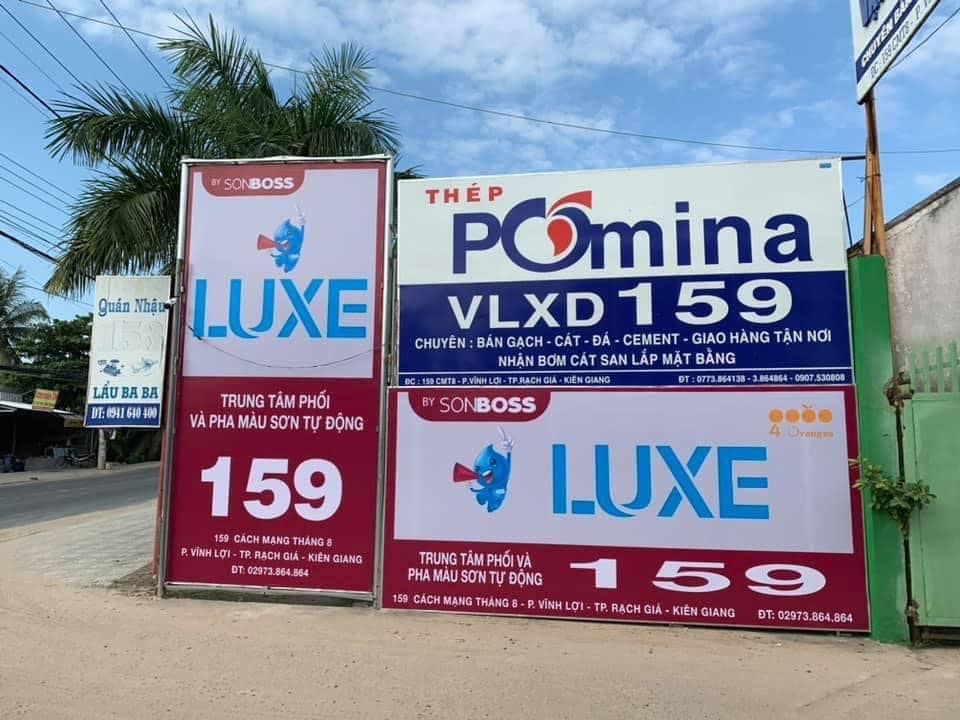 Quán Nhậu
158
LẨU BA BA
ĐT: 0941 640 400
BY SONBOSS
LUXE
TRUNG TÂM PHỐI
VÀ PHA MÀU SƠN TỰ ĐỘNG
159
159 CÁCH MẠNG THÁNG 8
P. VĨNH LỢI - TP. RẠCH GIÁ - KIÊN GIANG
ĐT: 02973.864.864
THÉP
POmina
VLXD 159
CHUYÊN : BÁN GẠCH - CÁT - ĐÁ - CEMENT - GIAO HÀNG TẬN NƠI
NHẬN BƠM CÁT SAN LẮP MẶT BẰNG
ĐC : 159 CMT8 - P.VĨNH LỢI - TP.RẠCH GIÁ - KIÊN GIANG ĐT : 0773.864138 - 3.864864 - 0907.530808
BY SONBOSS
4 Oranges
LUXE
TRUNG TÂM PHỐI VÀ
PHA MÀU SƠN TỰ ĐỘNG
159
159 CÁCH MẠNG THÁNG 8 - P. VĨNH LỢI - TP. RẠCH GIÁ - KIÊN GIANG ĐT: 02973.864.864